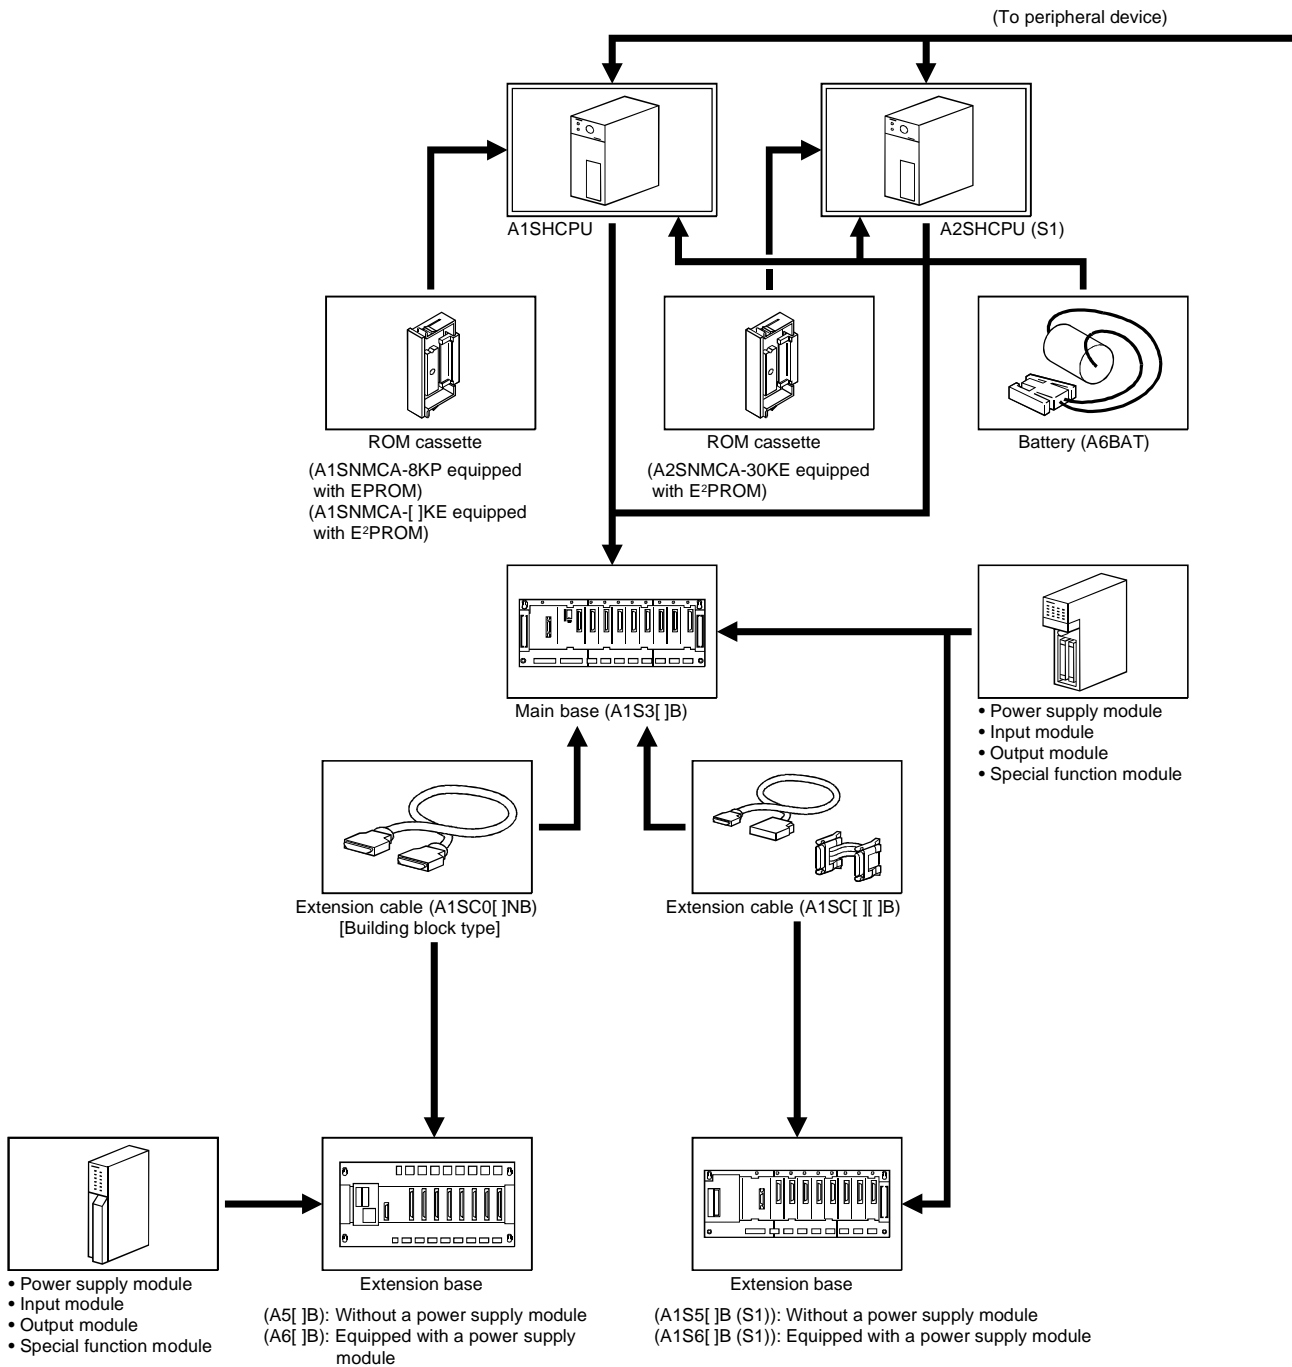 (To peripheral device)
A1SHCPU
A2SHCPU (S1)
ROM cassette
(A1SNMCA-8KP equipped
with EPROM)
(A1SNMCA-[ ]KE equipped
with E²PROM)
ROM cassette
(A2SNMCA-30KE equipped
with E²PROM)
Battery (A6BAT)
Main base (A1S3[ ]B)
• Power supply module
• Input module
• Output module
• Special function module
Extension cable (A1SC0[ ]NB)
[Building block type]
Extension cable (A1SC[ ][ ]B)
• Power supply module
• Input module
• Output module
• Special function module
Extension base
(A5[ ]B): Without a power supply module
(A6[ ]B): Equipped with a power supply
module
Extension base
(A1S5[ ]B (S1)): Without a power supply module
(A1S6[ ]B (S1)): Equipped with a power supply module